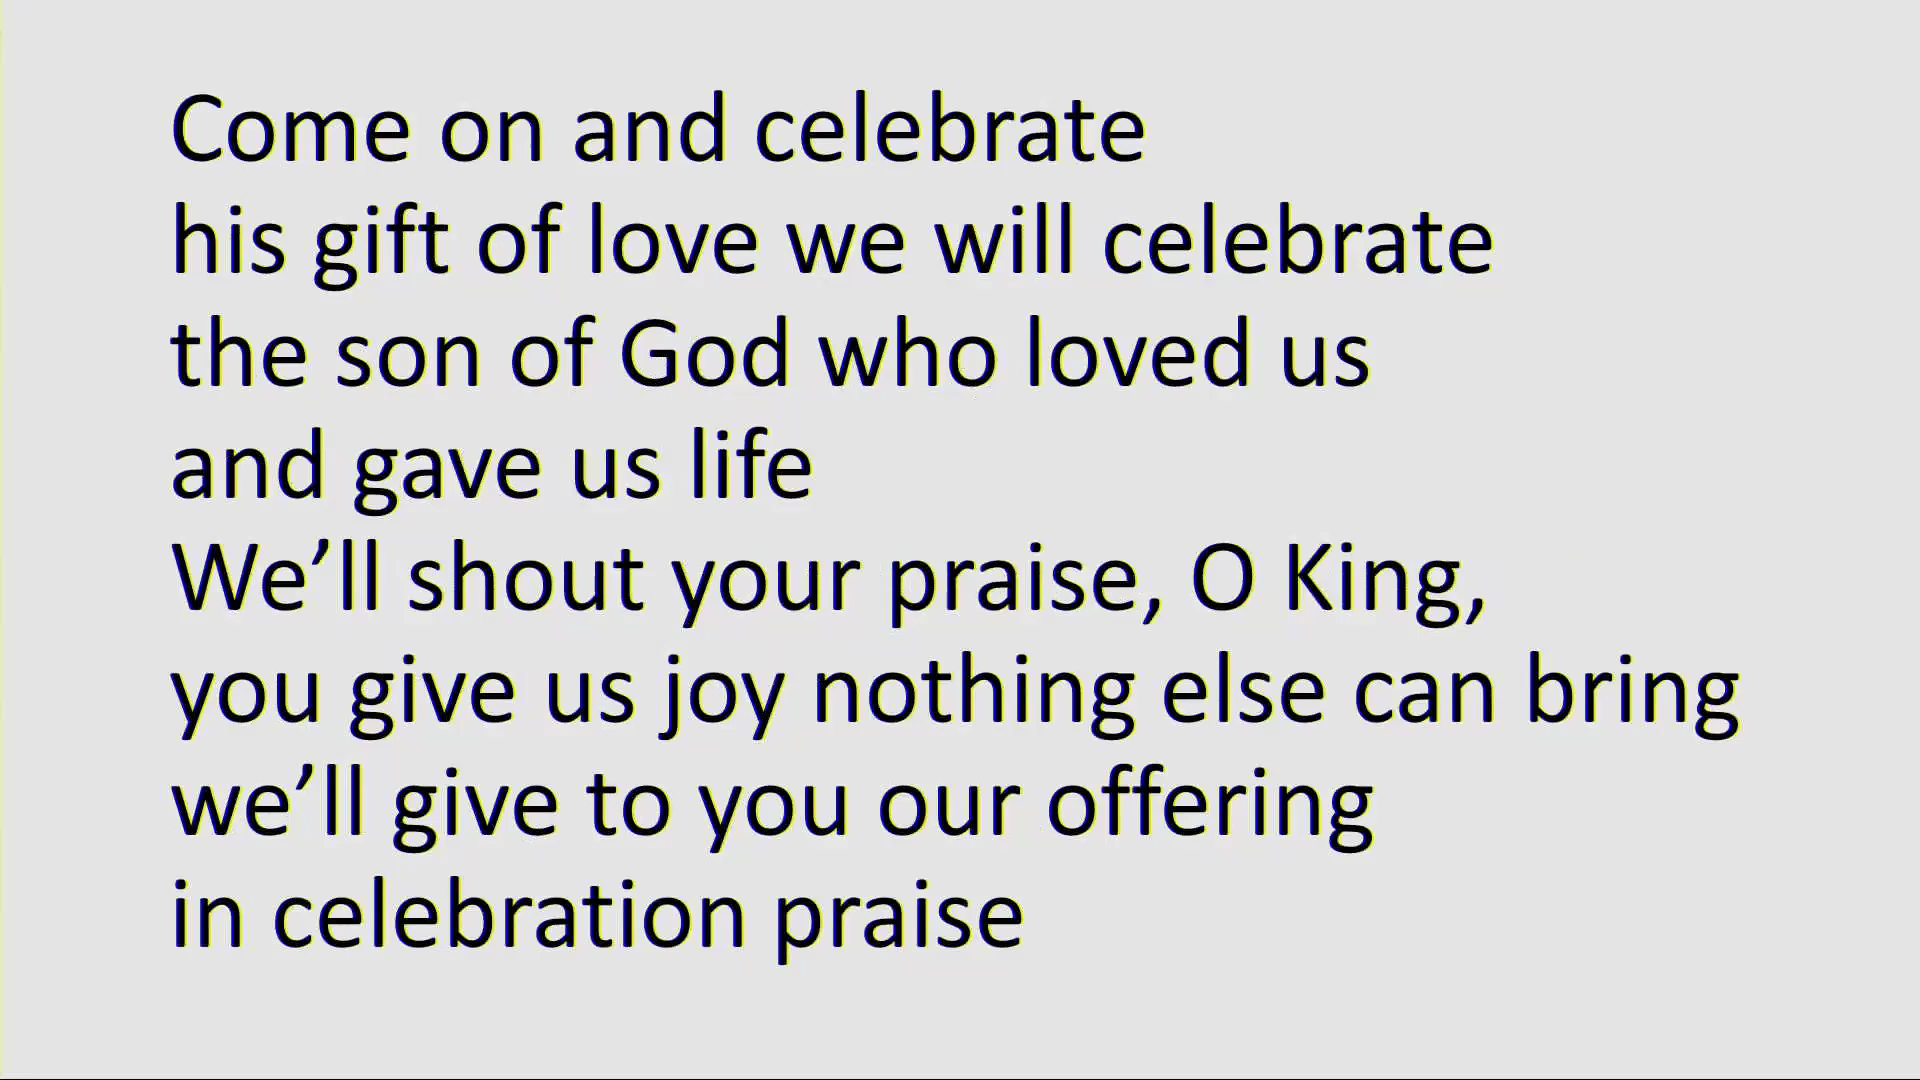 Come on and celebrate
his gift of love we will celebrate
the son of God who loved us
and gave us life
We’ll shout your praise, O King,
you give us joy nothing else can bring
we’ll give to you our offering
in celebration praise